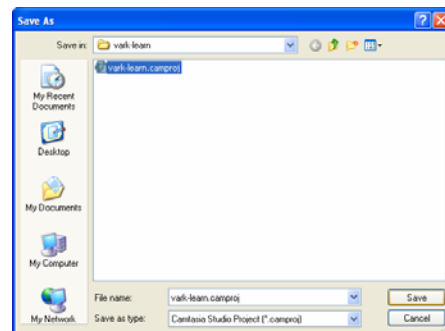 Save As
Save in:
vark-learn
vark-learn.camproj
My Recent
Documents
Desktop
My Documents
My Computer
My Network
File name:
vark-learn.camproj
Save
Save as type:
Camtasia Studio Project (*.camproj)
Cancel